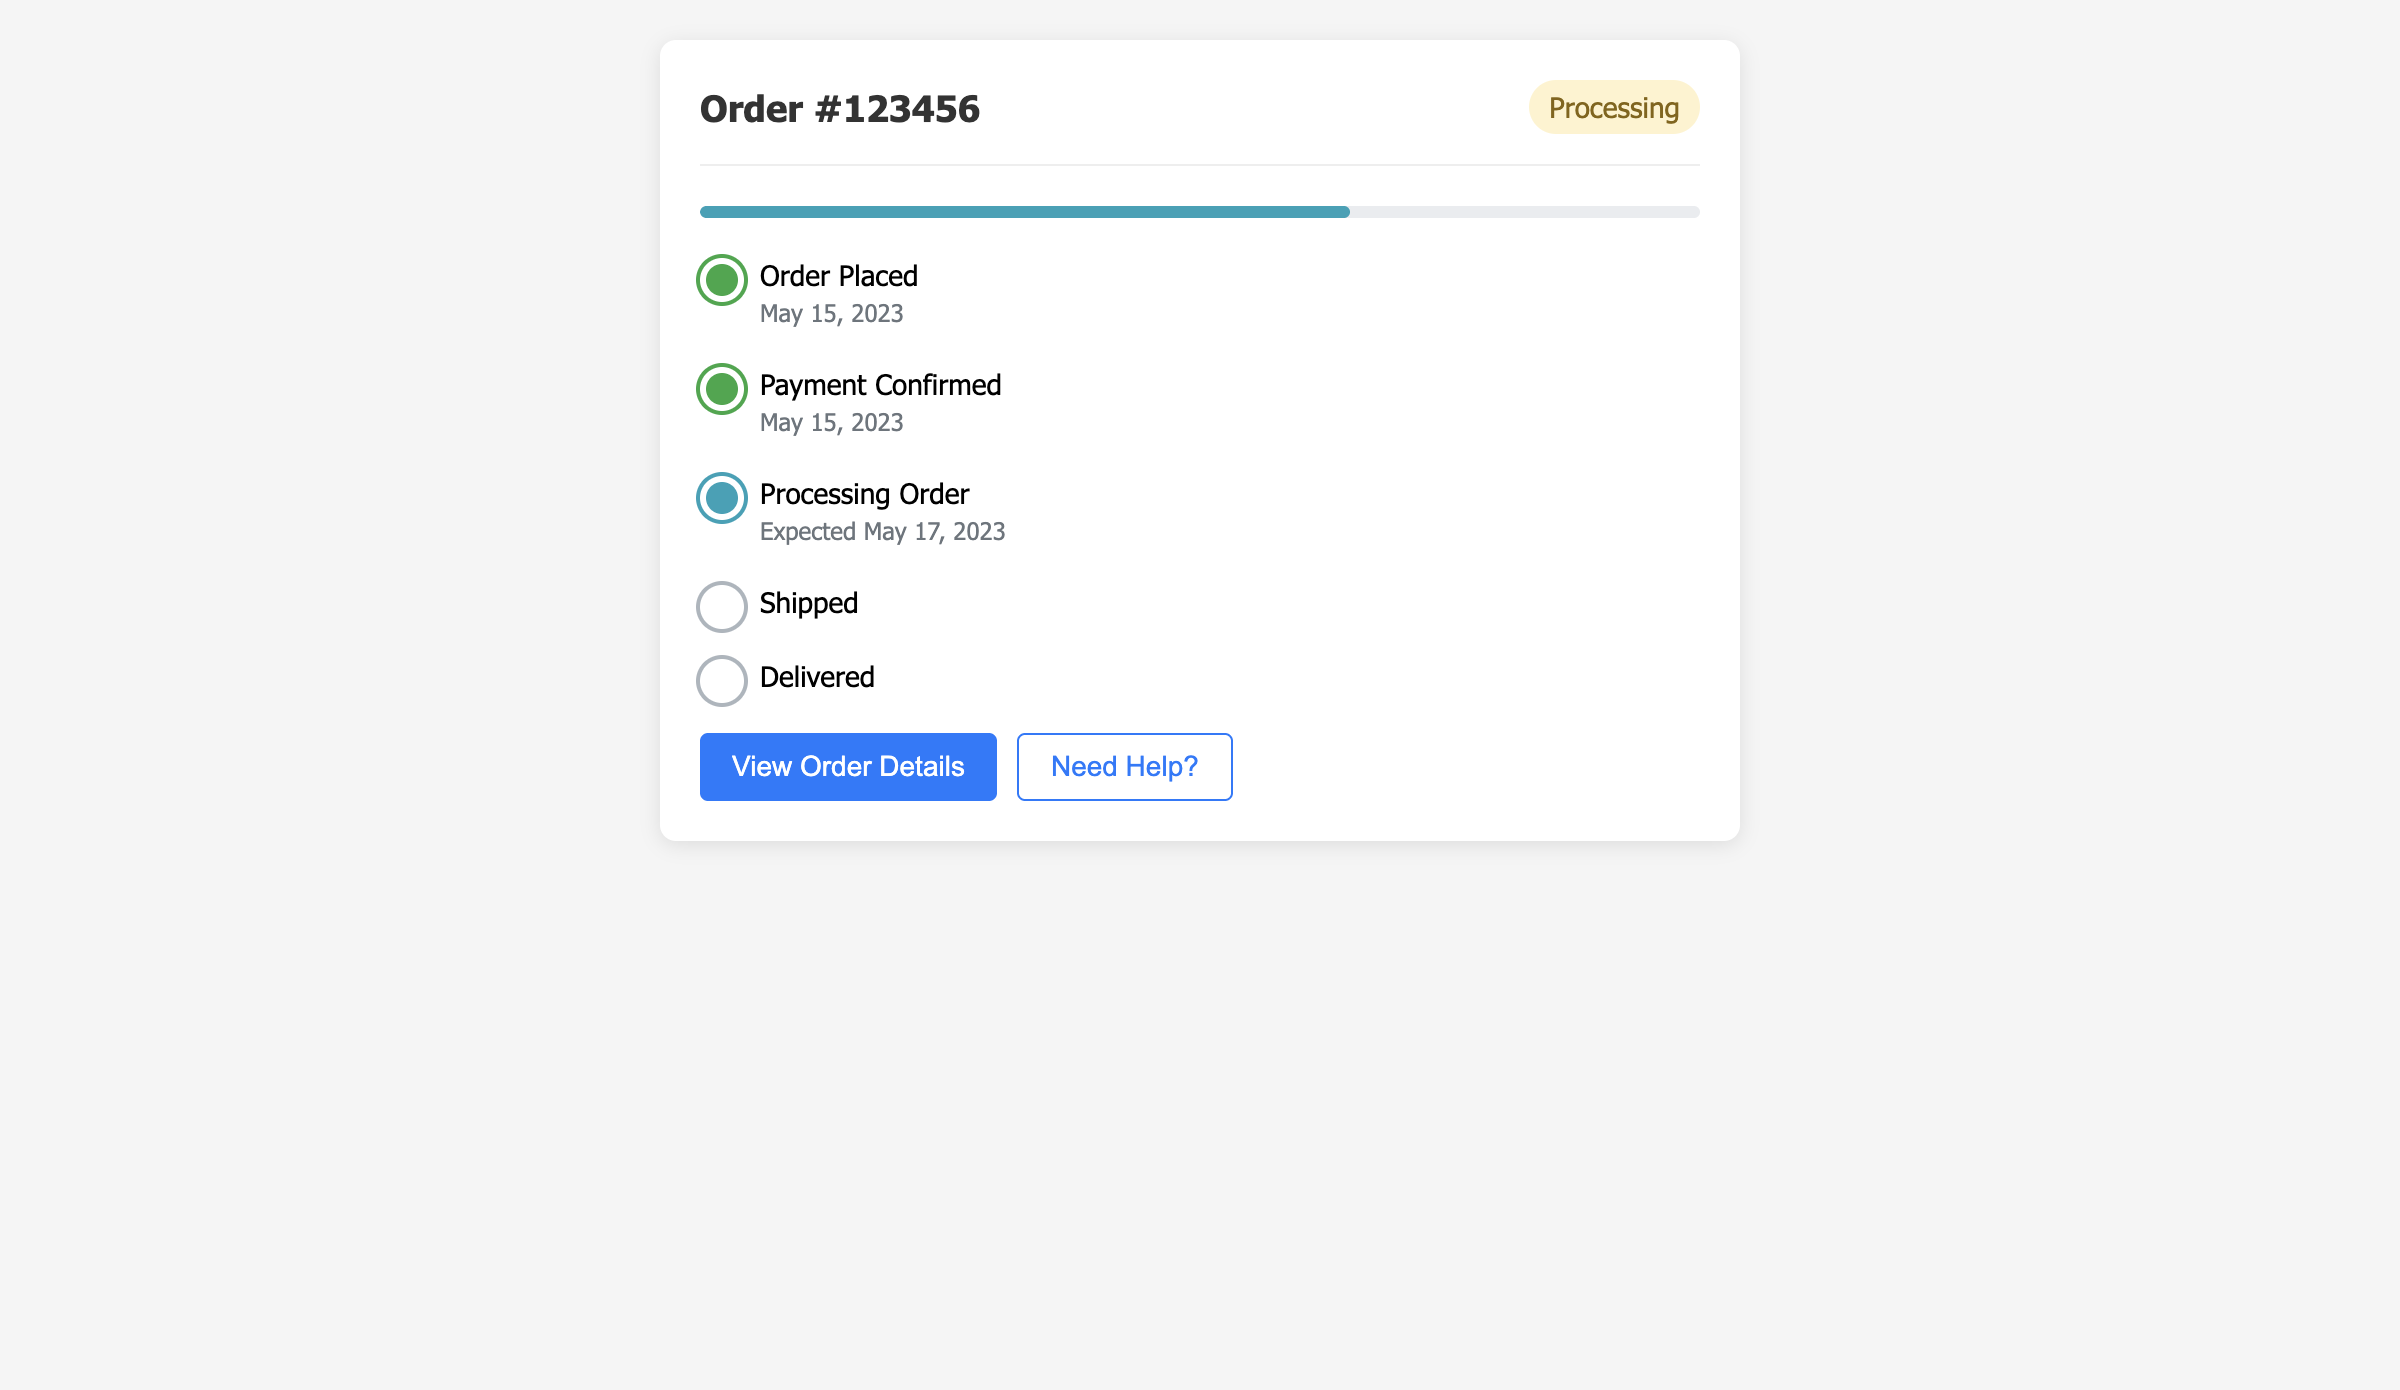 Order #123456
Processing
Order Placed
May 15, 2023
Payment Confirmed
May 15, 2023
Processing Order
Expected May 17, 2023
Shipped
Delivered
View Order Details
Need Help?